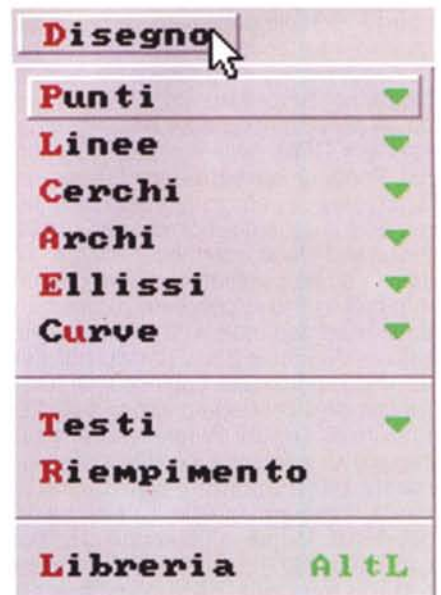 Disegno
Punti
Linee
Cerchi
Archi
Ellissi
Curve
Testi
Riempimento
Libreria AltL